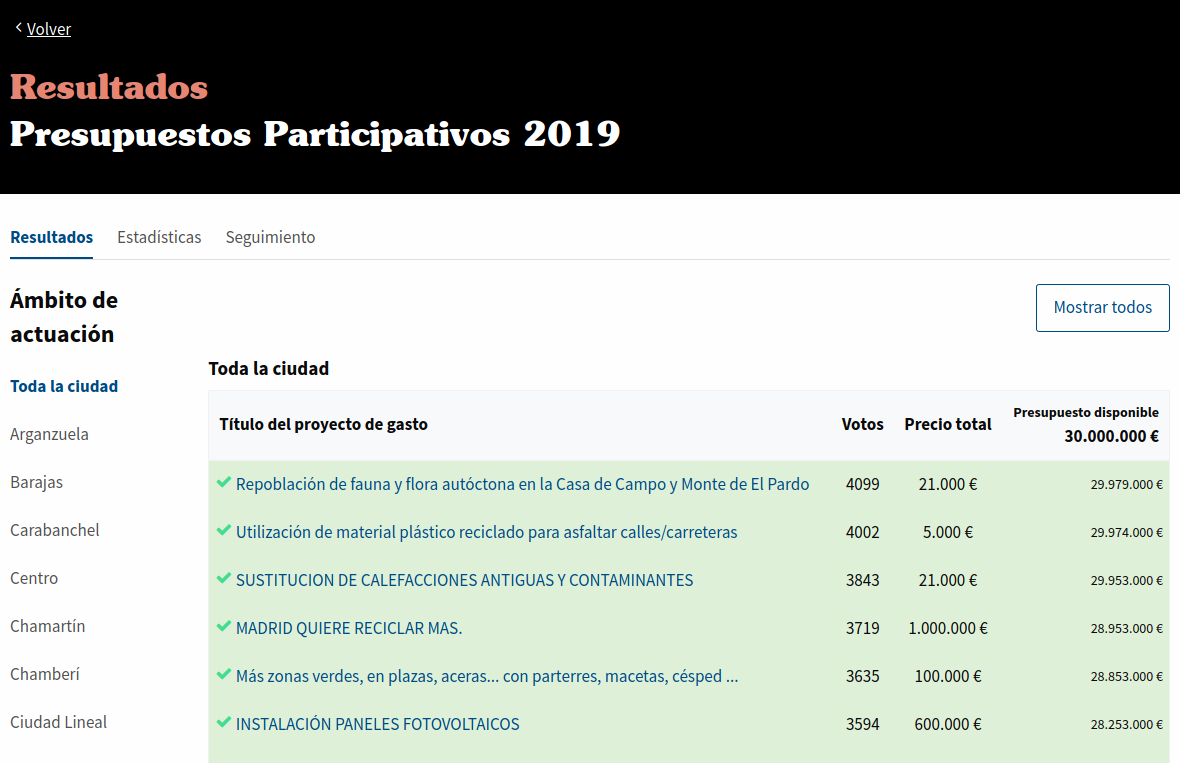 Volver
Resultados
Presupuestos Participativos 2019
Resultados Estadísticas Seguimiento
Ámbito de
actuación
Toda la ciudad
Arganzuela
Barajas
Carabanchel
Centro
Chamartín
Chamberí
Ciudad Lineal
Mostrar todos
Toda la ciudad
Título del proyecto de gasto Votos Precio total Presupuesto disponible
30.000.000 €
Repoblación de fauna y flora autóctona en la Casa de Campo y Monte de El Pardo 4099 21.000 € 29.979.000 €
Utilización de material plástico reciclado para asfaltar calles/carreteras 4002 5.000 € 29.974.000 €
SUSTITUCION DE CALEFACCIONES ANTIGUAS Y CONTAMINANTES 3843 21.000 € 29.953.000 €
MADRID QUIERE RECICLAR MAS. 3719 1.000.000 € 28.953.000 €
Más zonas verdes, en plazas, aceras... con parterres, macetas, césped ... 3635 100.000 € 28.853.000 €
INSTALACIÓN PANELES FOTOVOLTAICOS 3594 600.000 € 28.253.000 €